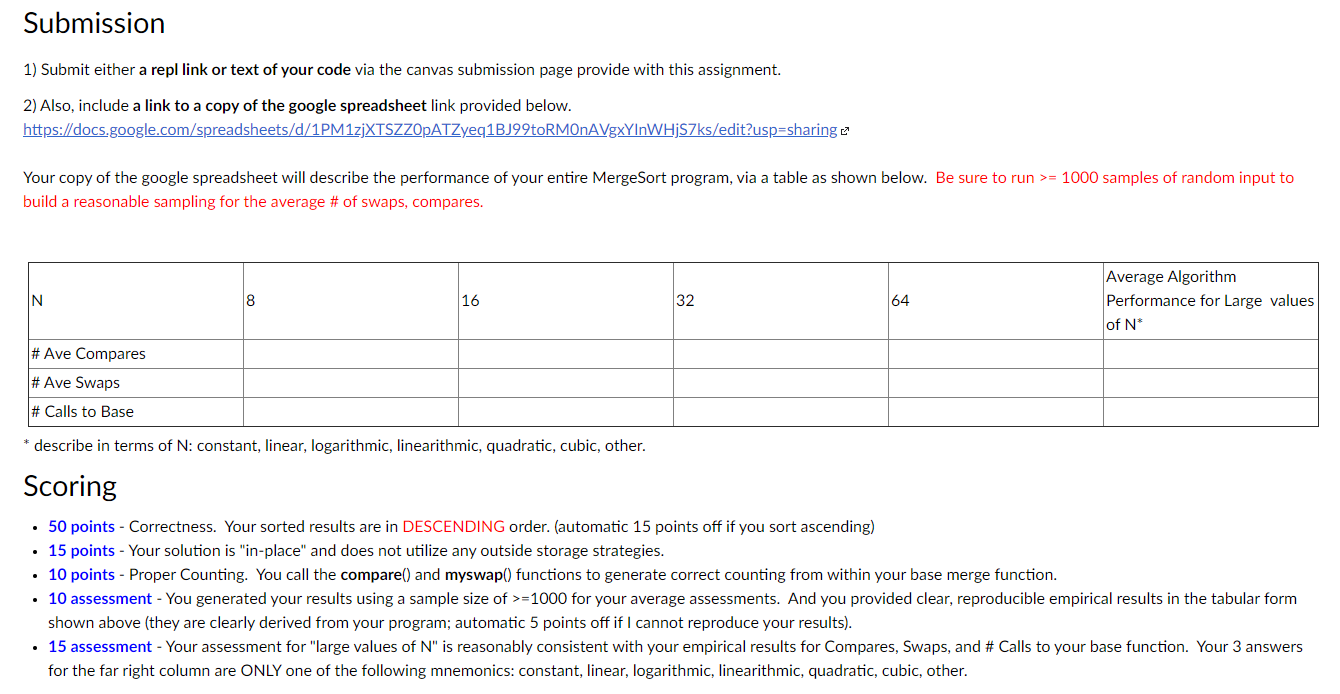 Submission
1) Submit either a repl link or text of your code via the canvas submission page provide with this assignment.
2) Also, include a link to a copy of the google spreadsheet link provided below.
https://docs.google.com/spreadsheets/d/1PM1zjXTSZZ0pATZyeq1BJ99toRM0nAVgxYInWHjS7ks/edit?usp=sharing
Your copy of the google spreadsheet will describe the performance of your entire MergeSort program, via a table as shown below. Be sure to run >= 1000 samples of random input to
build a reasonable sampling for the average # of swaps, compares.
N 8 16 32 64 Average Algorithm
Performance for Large values
of N*
# Ave Compares
# Ave Swaps
# Calls to Base
* describe in terms of N: constant, linear, logarithmic, linearithmic, quadratic, cubic, other.
Scoring
• 50 points - Correctness. Your sorted results are in DESCENDING order. (automatic 15 points off if you sort ascending)
• 15 points - Your solution is "in-place" and does not utilize any outside storage strategies.
• 10 points - Proper Counting. You call the compare() and myswap() functions to generate correct counting from within your base merge function.
• 10 assessment - You generated your results using a sample size of >=1000 for your average assessments. And you provided clear, reproducible empirical results in the tabular form
shown above (they are clearly derived from your program; automatic 5 points off if I cannot reproduce your results).
• 15 assessment - Your assessment for "large values of N" is reasonably consistent with your empirical results for Compares, Swaps, and # Calls to your base function. Your 3 answers
for the far right column are ONLY one of the following mnemonics: constant, linear, logarithmic, linearithmic, quadratic, cubic, other.